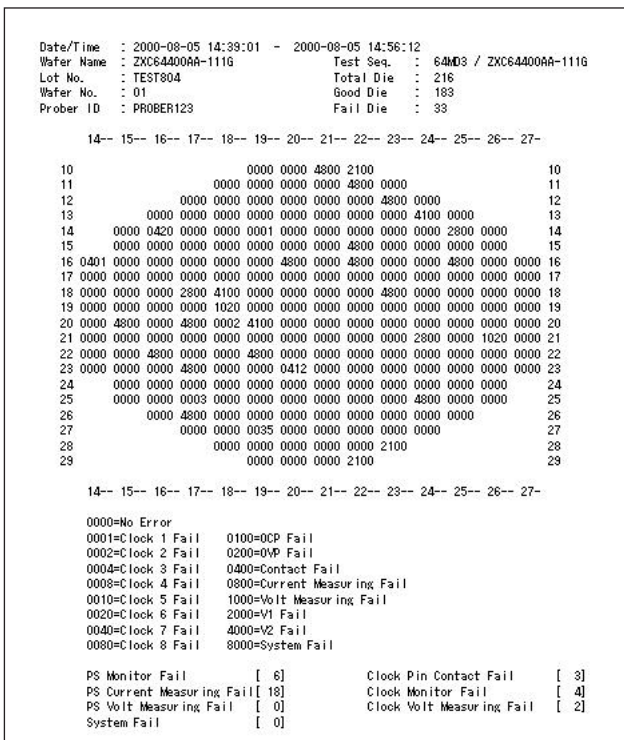 Date/Time : 2000-08-05 14:39:01 - 2000-08-05 14:56:12
Wafer Name : ZXC64400AA-111G Test Seq. : 64MD3 / ZXC64400AA-111G
Lot No. : TEST804 Total Die : 216
Wafer No. : 01 Good Die : 183
Prober ID : PROBER123 Fail Die : 33
14-- 15-- 16-- 17-- 18-- 19-- 20-- 21-- 22-- 23-- 24-- 25-- 26-- 27-
10 0000 0000 4800 2100 10
11 0000 0000 0000 0000 4800 0000 11
12 0000 0000 0000 0000 0000 0000 4800 0000 12
13 0000 0000 0000 0000 0000 0000 0000 0000 4100 0000 13
14 0000 0420 0000 0000 0001 0000 0000 0000 0000 0000 2800 0000 14
15 0000 0000 0000 0000 0000 0000 0000 4800 0000 0000 0000 0000 15
16 0401 0000 0000 0000 0000 0000 4800 0000 4800 0000 0000 4800 0000 0000 16
17 0000 0000 0000 0000 0000 0000 0000 0000 0000 0000 0000 0000 0000 0000 17
18 0000 0000 0000 2800 4100 0000 0000 0000 0000 4800 0000 0000 0000 0000 18
19 0000 0000 0000 0000 1020 0000 0000 0000 0000 0000 0000 0000 0000 0000 19
20 0000 4800 0000 4800 0002 4100 0000 0000 0000 0000 0000 0000 0000 0000 20
21 0000 0000 0000 0000 0000 0000 0000 0000 0000 0000 2800 0000 1020 0000 21
22 0000 0000 4800 0000 0000 4800 0000 0000 0000 0000 0000 0000 0000 0000 22
23 0000 0000 0000 4800 0000 0000 0412 0000 0000 0000 0000 0000 0000 0000 23
24 0000 0000 0000 0000 0000 0000 0000 0000 0000 0000 0000 0000 24
25 0000 0000 0003 0000 0000 0000 0000 0000 0000 4800 0000 0000 25
26 0000 4800 0000 0000 0000 0000 0000 0000 0000 0000 26
27 0000 0000 0035 0000 0000 0000 0000 0000 27
28 0000 0000 0000 0000 0000 2100 28
29 0000 0000 0000 2100 29
14-- 15-- 16-- 17-- 18-- 19-- 20-- 21-- 22-- 23-- 24-- 25-- 26-- 27-
0000=No Error
0001=Clock 1 Fail 0100=OCP Fail
0002=Clock 2 Fail 0200=OVP Fail
0004=Clock 3 Fail 0400=Contact Fail
0008=Clock 4 Fail 0800=Current Measuring Fail
0010=Clock 5 Fail 1000=Volt Measuring Fail
0020=Clock 6 Fail 2000=V1 Fail
0040=Clock 7 Fail 4000=V2 Fail
0080=Clock 8 Fail 8000=System Fail
PS Monitor Fail [ 6] Clock Pin Contact Fail [ 3]
PS Current Measuring Fail[ 18] Clock Monitor Fail [ 4]
PS Volt Measuring Fail [ 0] Clock Volt Measuring Fail [ 2]
System Fail [ 0]